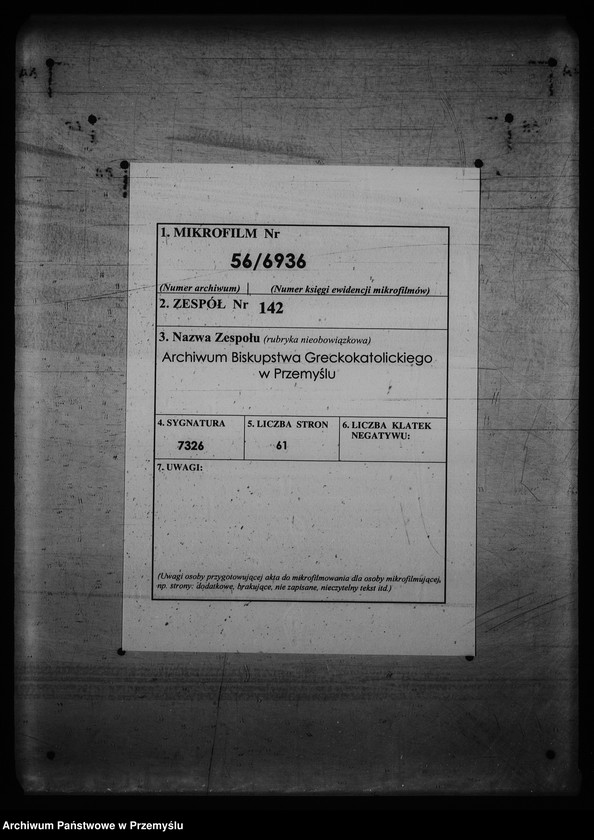 1. MIKROFILM Nr
56/6936
(Numer archiwum) | (Numer księgi ewidencji mikrofilmów)
2. ZESPÓŁ Nr 142
3. Nazwa Zespołu (rubryka nieobowiązkowa)
Archiwum Biskupstwa Greckokatolickiego
w Przemyślu
4. SYGNATURA
7326
5. LICZBA STRON
61
6. LICZBA KLATEK
NEGATYWU:
7. UWAGI:
(Uwagi osoby przygotowującej akta do mikrofilmowania dla osoby mikrofilmującej,
np. strony: dodatkowe, brakujące, nie zapisane, nieczytelny tekst itd.)
Archiwum Państwowe w Przemyślu